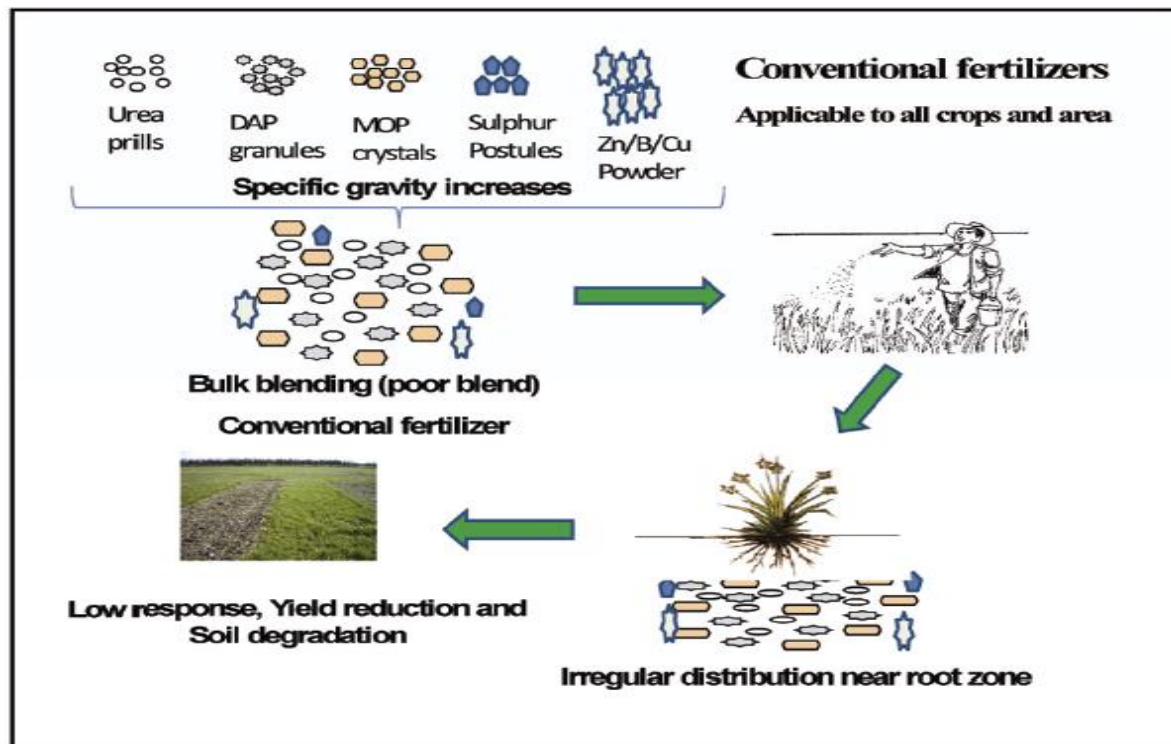 Conventional fertilizers
Applicable to all crops and area
Urea
prills
DAP
granules
MOP
crystals
Sulphur
Postules
Zn/B/Cu
Powder
Specific gravity increases
Bulk blending (poor blend)
Conventional fertilizer
Low response, Yield reduction and
Soil degradation
Irregular distribution near root zone